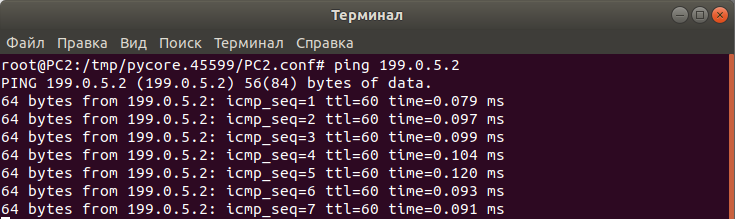 Терминал
Файл Правка Вид Поиск Терминал Справка
root@PC2:/tmp/pycore.45599/PC2.conf# ping 199.0.5.2
PING 199.0.5.2 (199.0.5.2) 56(84) bytes of data.
64 bytes from 199.0.5.2: icmp_seq=1 ttl=60 time=0.079 ms
64 bytes from 199.0.5.2: icmp_seq=2 ttl=60 time=0.097 ms
64 bytes from 199.0.5.2: icmp_seq=3 ttl=60 time=0.099 ms
64 bytes from 199.0.5.2: icmp_seq=4 ttl=60 time=0.104 ms
64 bytes from 199.0.5.2: icmp_seq=5 ttl=60 time=0.120 ms
64 bytes from 199.0.5.2: icmp_seq=6 ttl=60 time=0.093 ms
64 bytes from 199.0.5.2: icmp_seq=7 ttl=60 time=0.091 ms